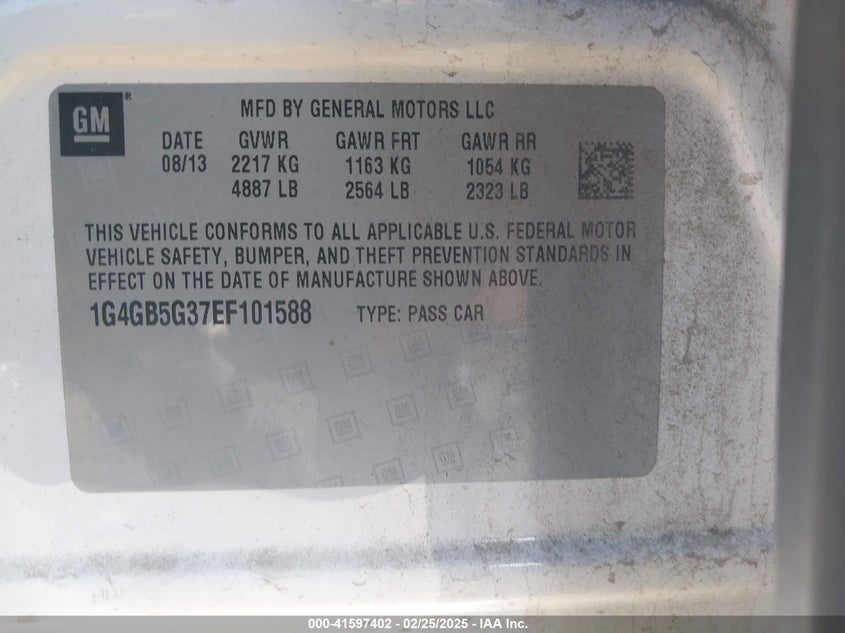 GM®
MFD BY GENERAL MOTORS LLC
DATE GVWR GAWR FRT GAWR RR
08/13 2217 KG 1163 KG 1054 KG
4887 LB 2564 LB 2323 LB
THIS VEHICLE CONFORMS TO ALL APPLICABLE U.S. FEDERAL MOTOR
VEHICLE SAFETY, BUMPER, AND THEFT PREVENTION STANDARDS IN
EFFECT ON THE DATE OF MANUFACTURE SHOWN ABOVE.
1G4GB5G37EF101588 TYPE: PASS CAR
000-41597402 - 02/25/2025 - IAA Inc.